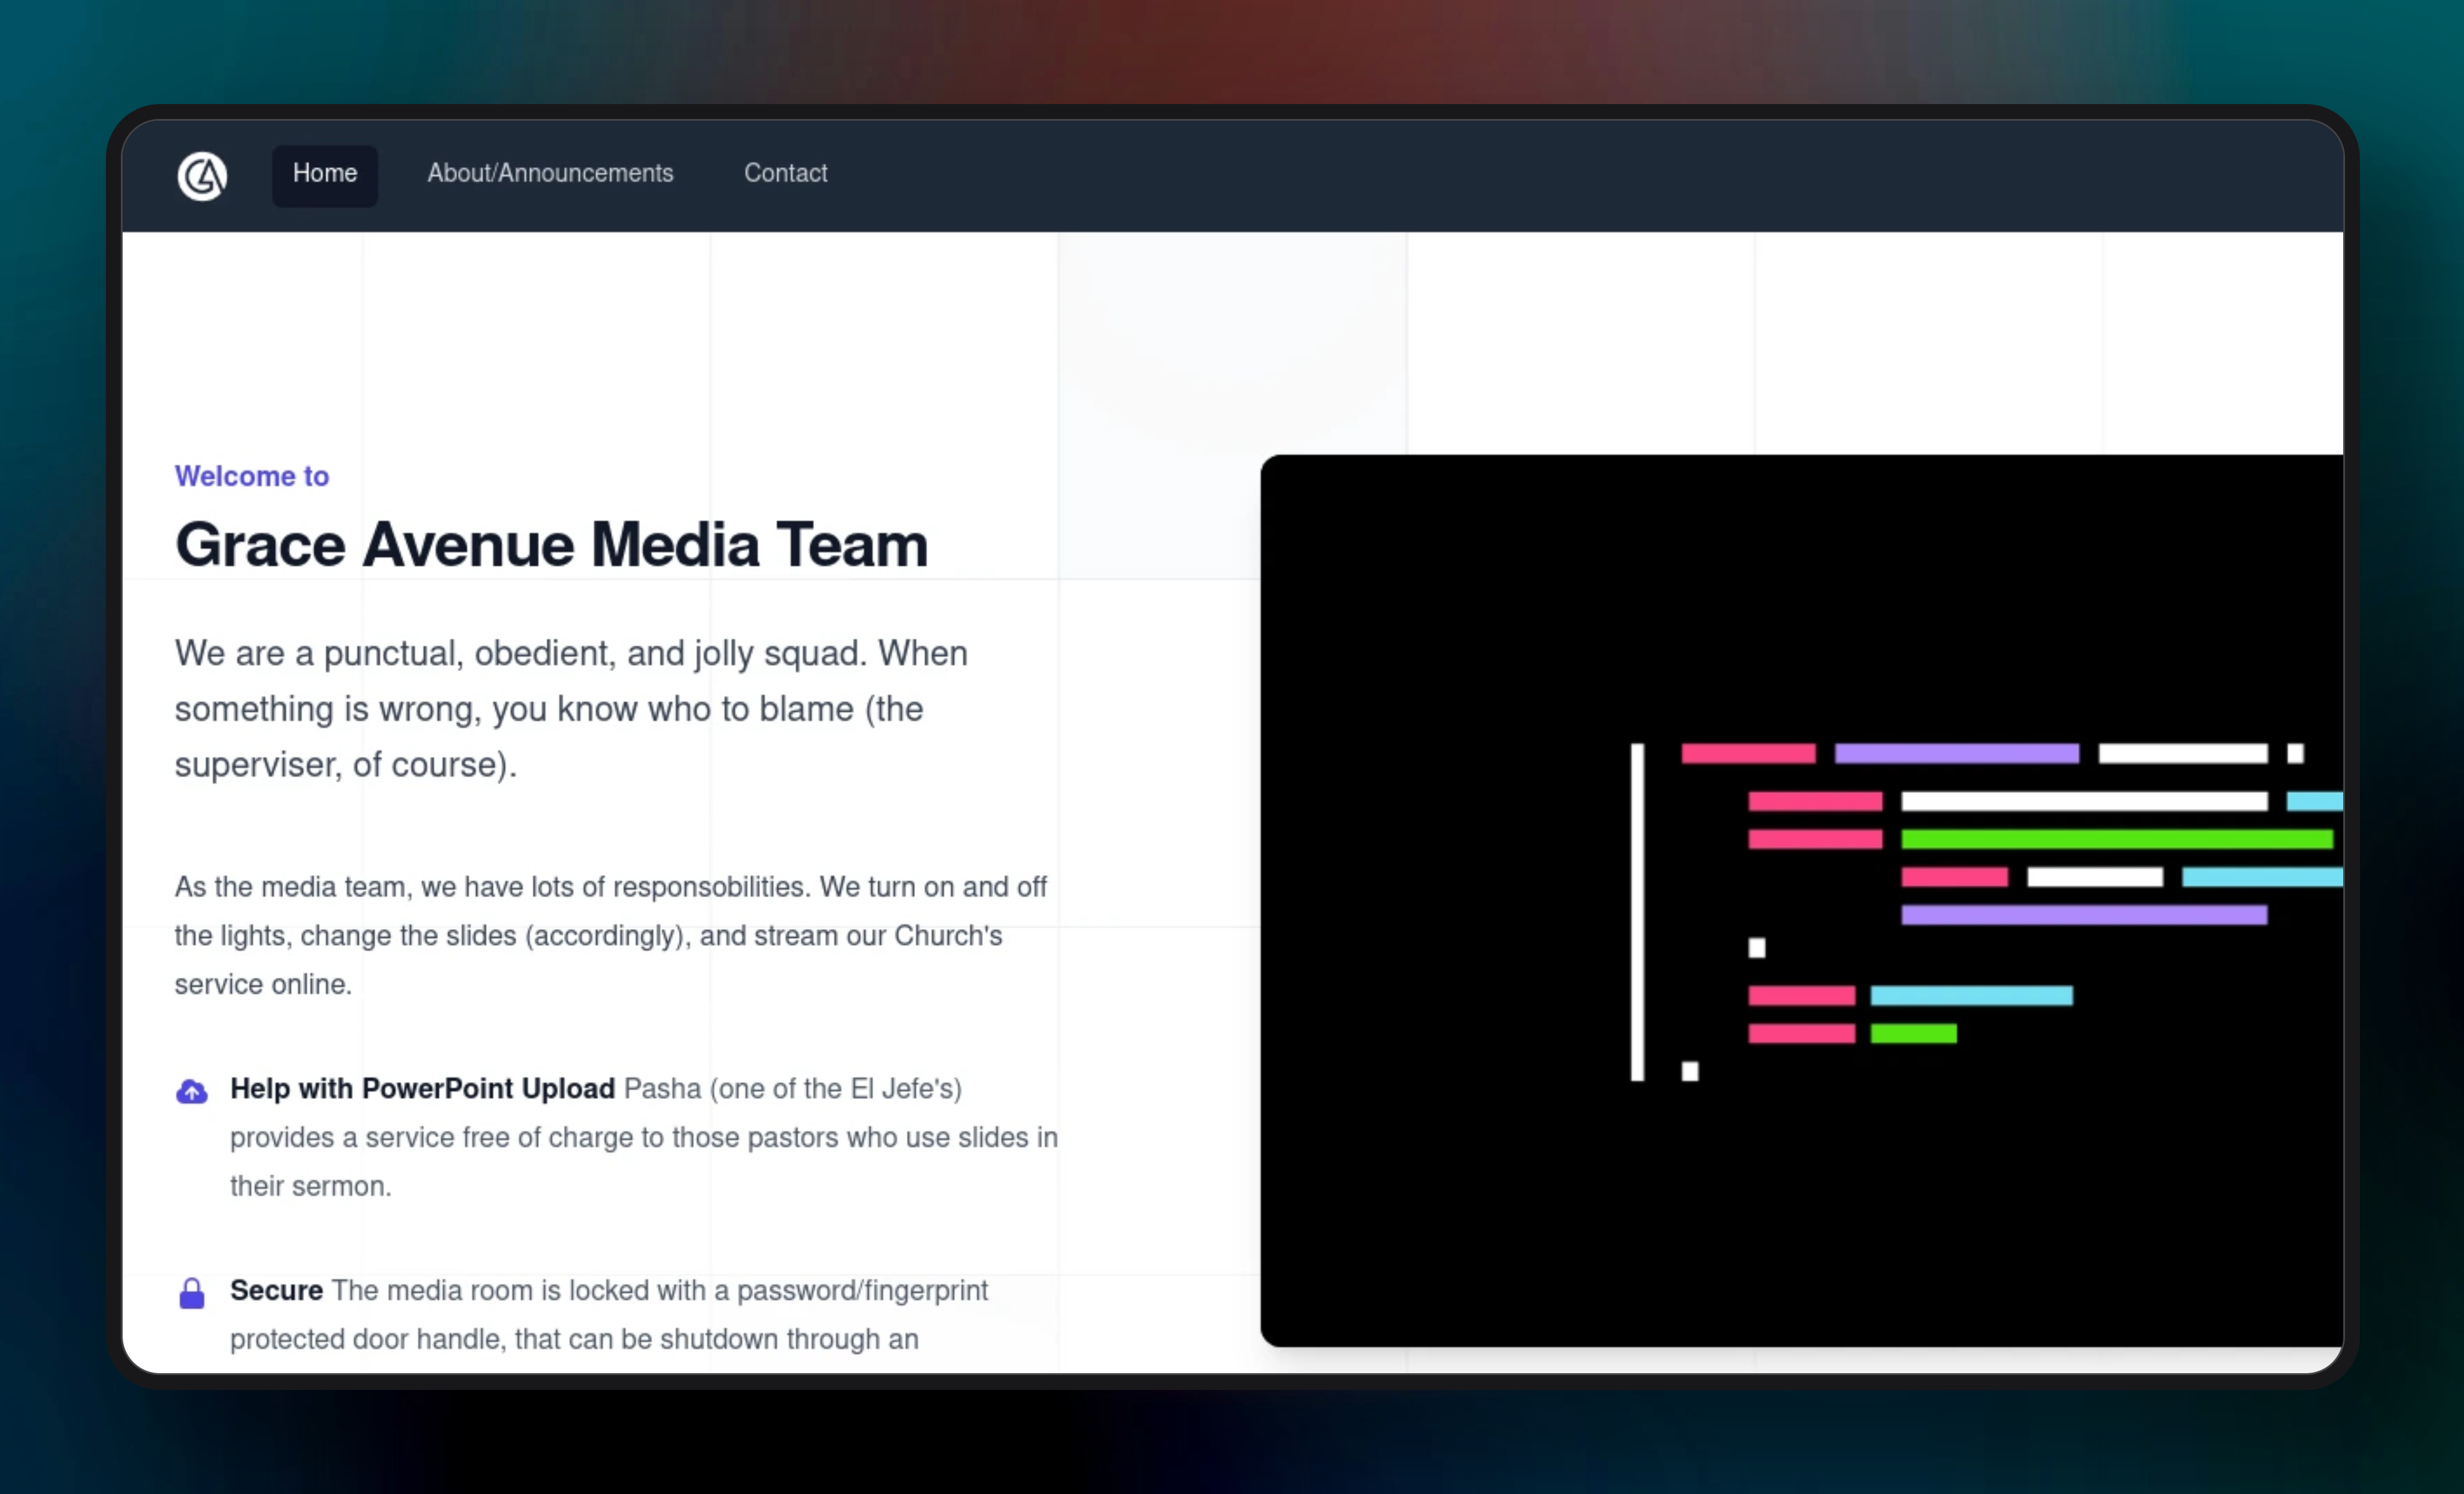 Home
About/Announcements
Contact
Welcome to
Grace Avenue Media Team
We are a punctual, obedient, and jolly squad. When
something is wrong, you know who to blame (the
superviser, of course).
As the media team, we have lots of responsobilities. We turn on and off
the lights, change the slides (accordingly), and stream our Church's
service online.
Help with PowerPoint Upload Pasha (one of the El Jefe's)
provides a service free of charge to those pastors who use slides in
their sermon.
Secure The media room is locked with a password/fingerprint
protected door handle, that can be shutdown through an